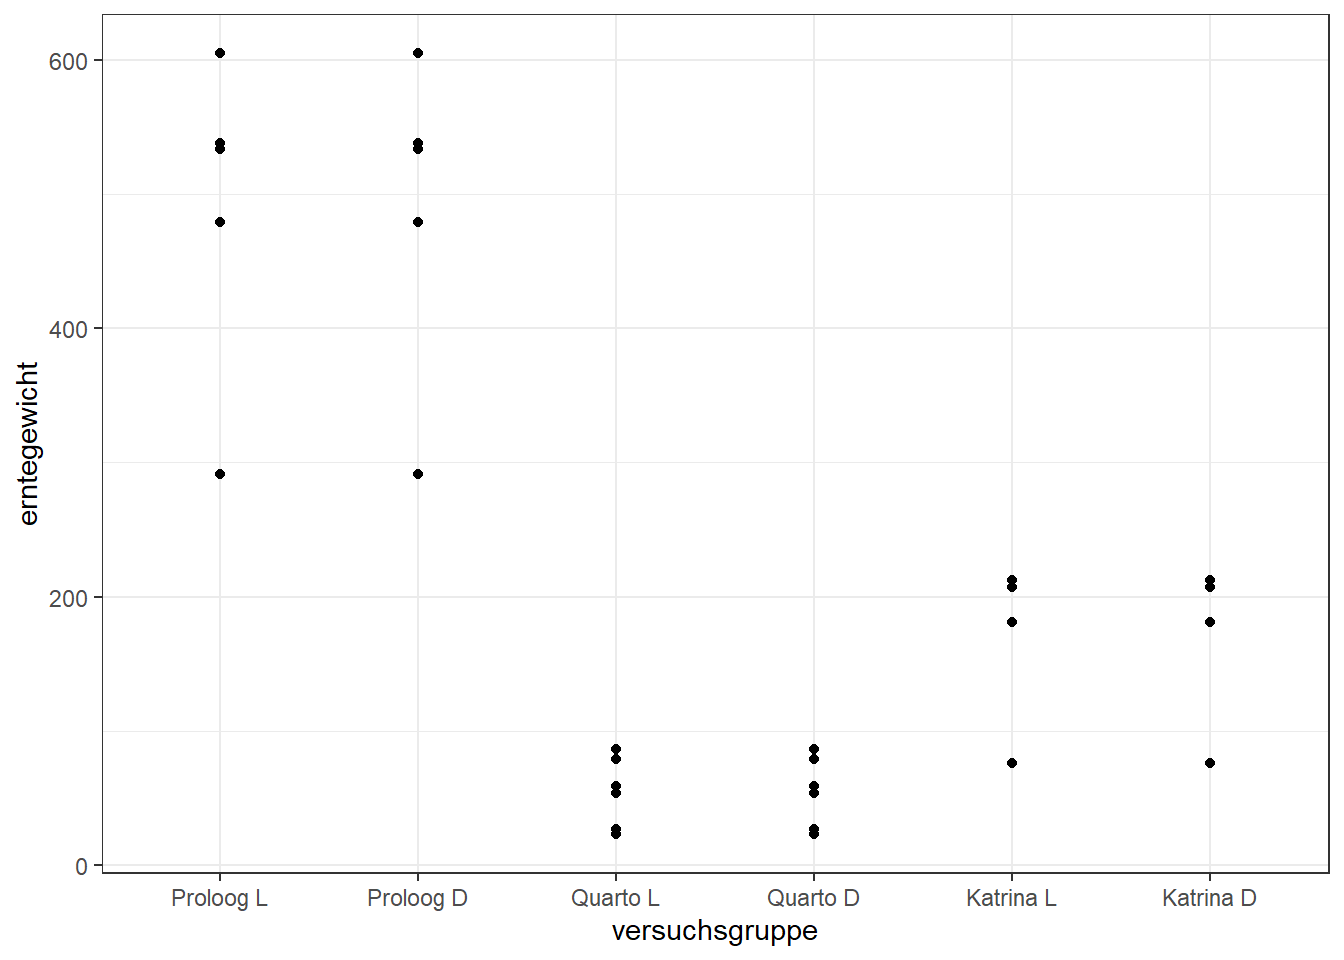 600
400
200
0
erntegewicht
Proloog L Proloog D Quarto L Quarto D Katrina L Katrina D
versuchsgruppe